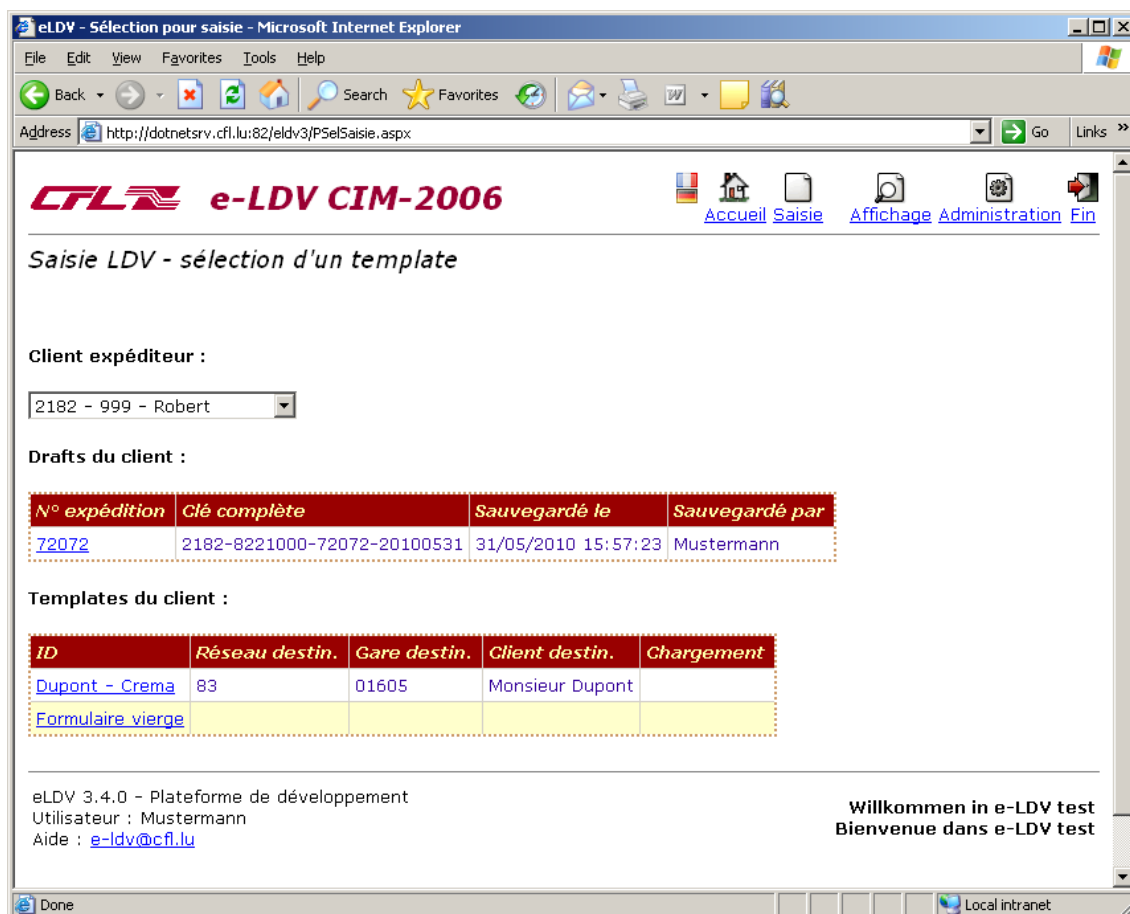 eLDV - Sélection pour saisie - Microsoft Internet Explorer
File Edit View Favorites Tools Help
Back Search Favorites
Address http://dotnetsrv.cfl.lu:82/eldv3/PSelSaisie.aspx Go Links »
CFL e-LDV CIM-2006
Accueil Saisie Affichage Administration Fin
Saisie LDV - sélection d'un template
Client expéditeur :
2182 - 999 - Robert
Drafts du client :
N° expédition Clé complète Sauvegardé le Sauvegardé par
72072 2182-8221000-72072-20100531 31/05/2010 15:57:23 Mustermann
Templates du client :
ID Réseau destin. Gare destin. Client destin. Chargement
Dupont - Crema 83 01605 Monsieur Dupont
Formulaire vierge
eLDV 3.4.0 - Plateforme de développement
Utilisateur : Mustermann
Aide : e-ldv@cfl.lu
Willkommen in e-LDV test
Bienvenue dans e-LDV test
Done Local intranet